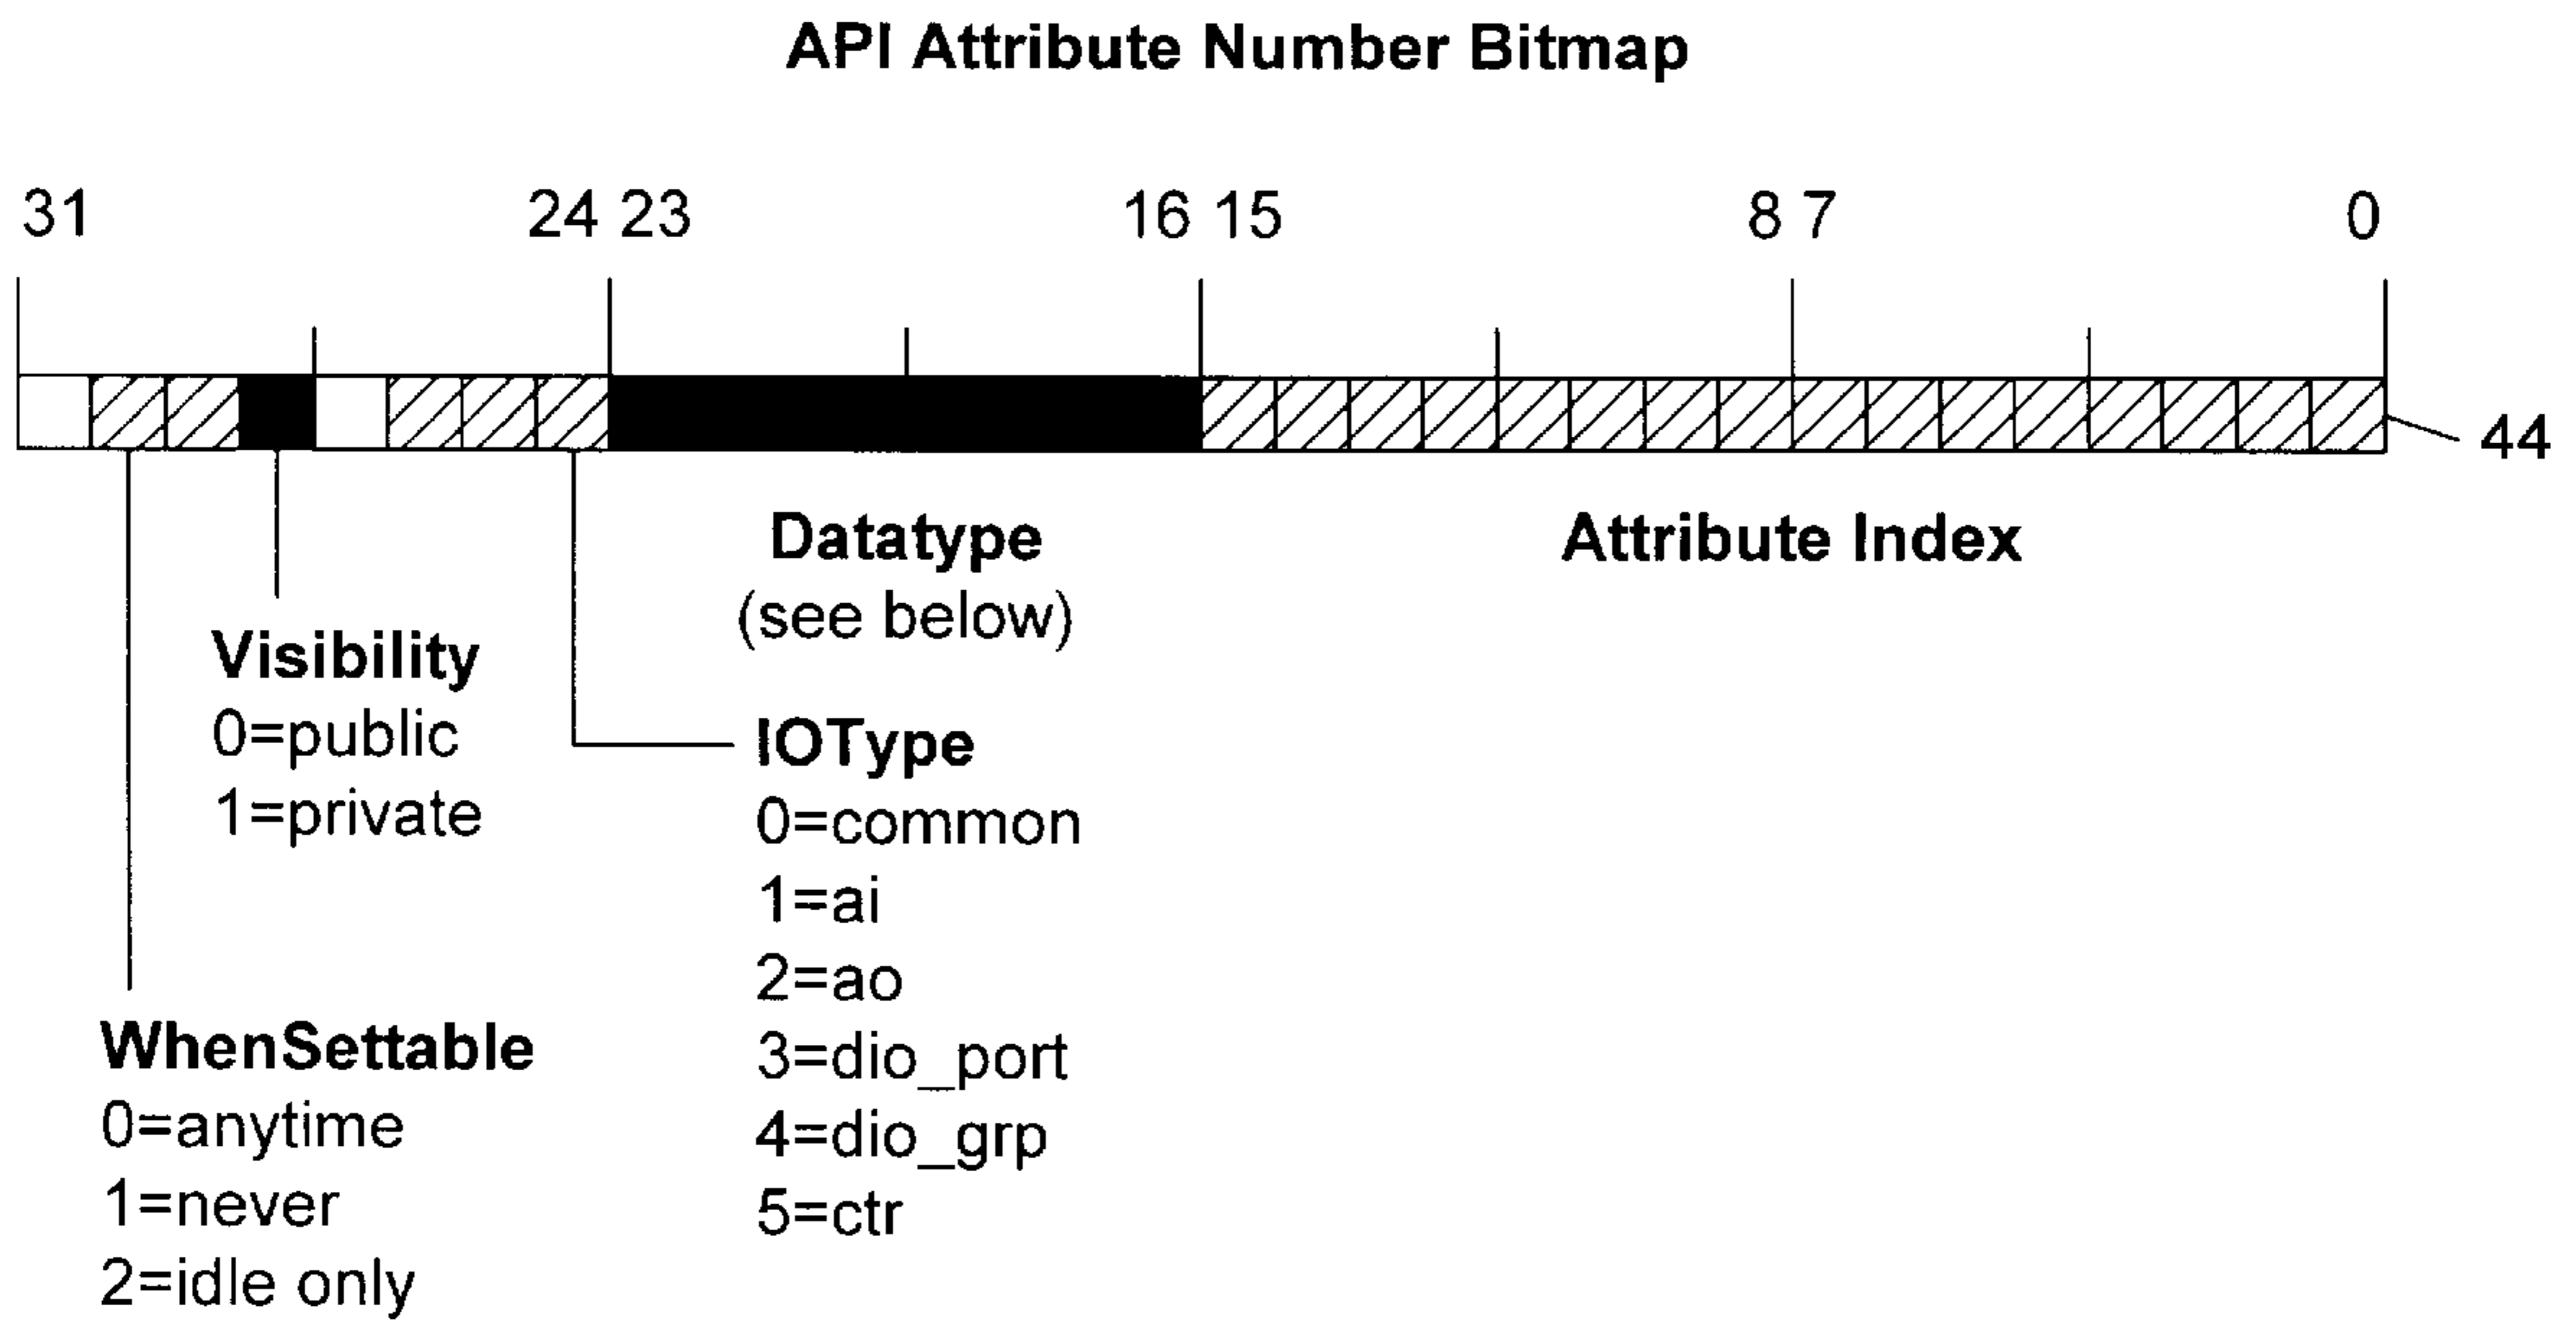 API Attribute Number Bitmap
31 24 23 16 15 8 7 0
44
Datatype
(see below)
Attribute Index
Visibility
0=public
1=private
IOType
0=common
1=ai
2=ao
3=dio_port
4=dio_grp
5=ctr
WhenSettable
0=anytime
1=never
2=idle only